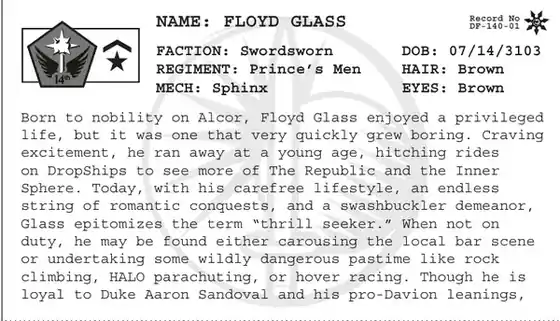 NAME: FLOYD GLASS
Record No
DF-140-01
FACTION: Swordsworn
DOB: 07/14/3103
REGIMENT: Prince's Men
HAIR: Brown
MECH: Sphinx
EYES: Brown
14th
Born to nobility on Alcor, Floyd Glass enjoyed a privileged
life, but it was one that very quickly grew boring. Craving
excitement, he ran away at a young age, hitching rides
on DropShips to see more of The Republic and the Inner
Sphere. Today, with his carefree lifestyle, an endless
string of romantic conquests, and a swashbuckler demeanor,
Glass epitomizes the term “thrill seeker.” When not on
duty, he may be found either carousing the local bar scene
or undertaking some wildly dangerous pastime like rock
climbing, HALO parachuting, or hover racing. Though he is
loyal to Duke Aaron Sandoval and his pro-Davion leanings,